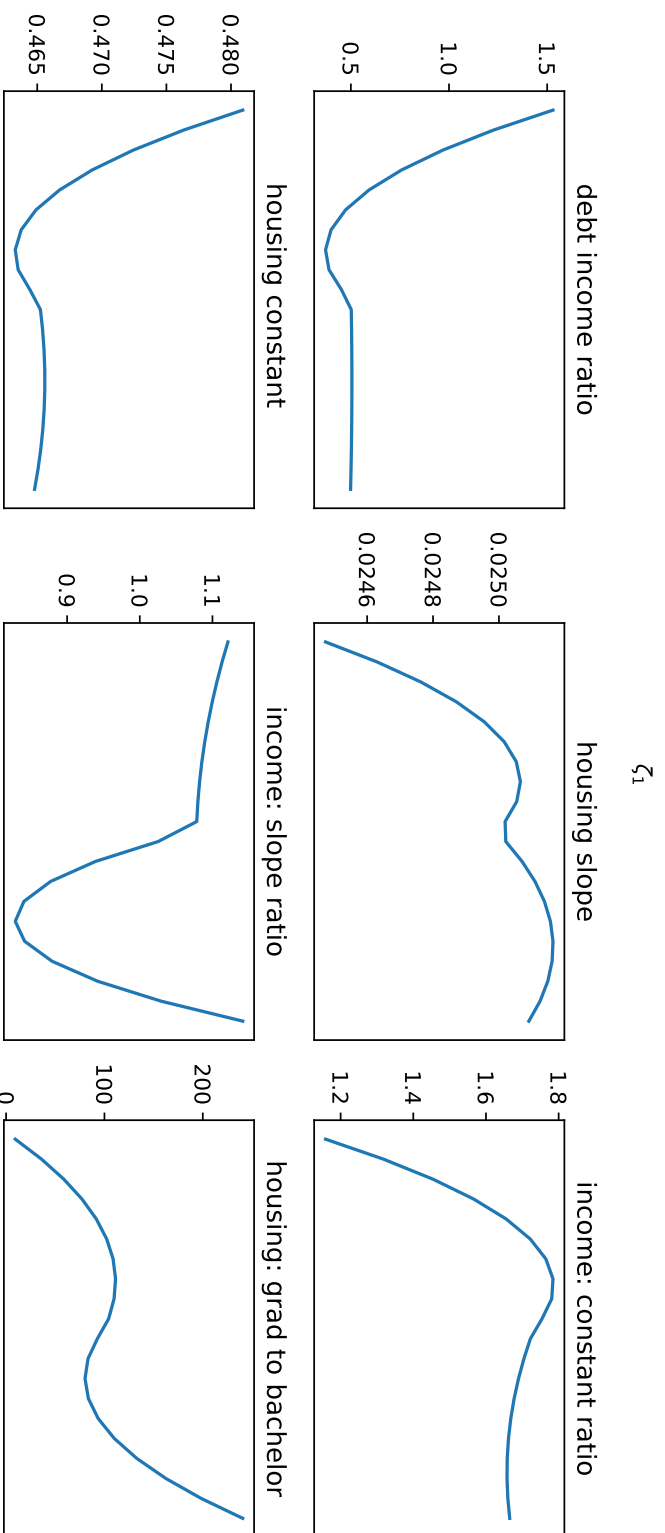 ζ1
debt income ratio
1.5
1.0
0.5
housing slope
0.0250
0.0248
0.0246
income: constant ratio
1.8
1.6
1.4
1.2
housing constant
0.480
0.475
0.470
0.465
income: slope ratio
1.1
1.0
0.9
housing: grad to bachelor
200
100
0